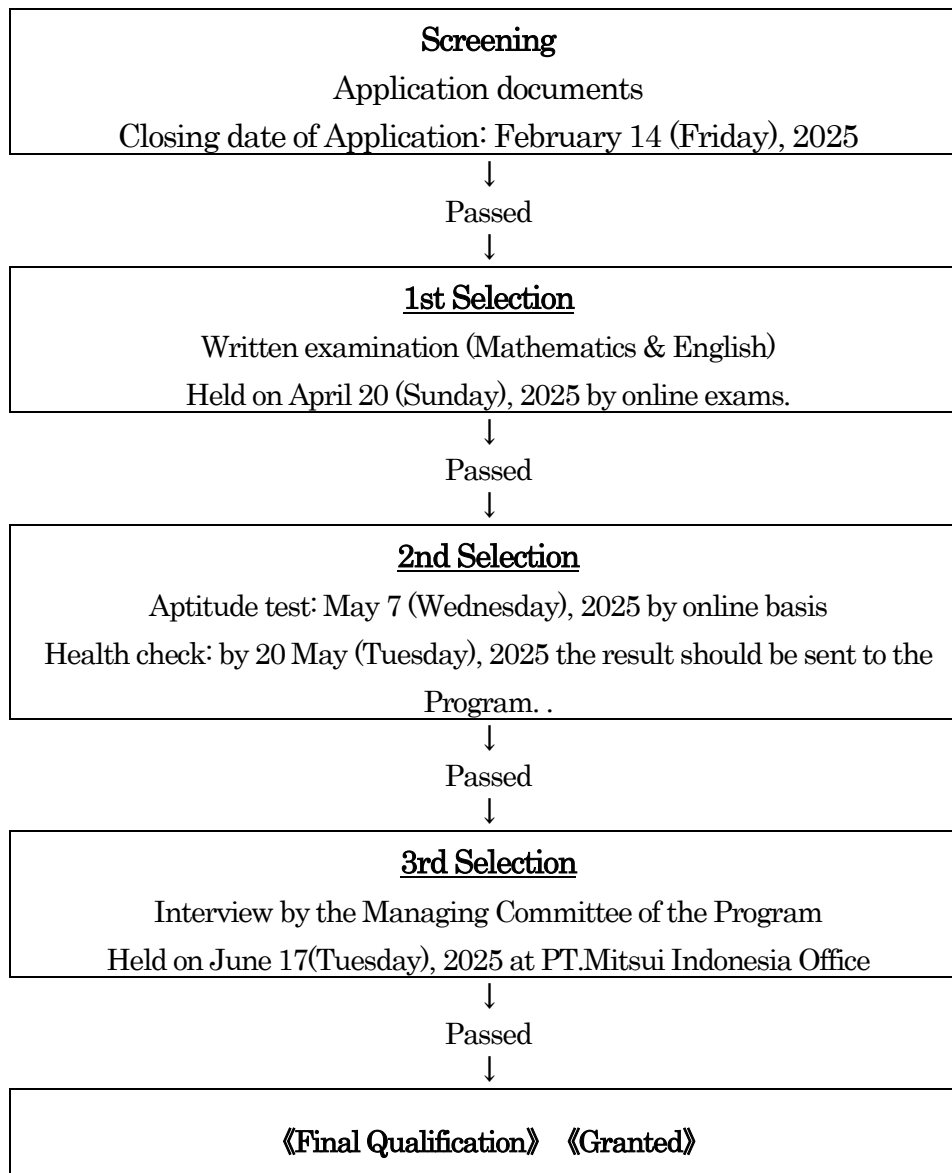 Screening
Application documents
Closing date of Application: February 14 (Friday), 2025
↓
Passed
↓
1st Selection
Written examination (Mathematics & English)
Held on April 20 (Sunday), 2025 by online exams.
↓
Passed
↓
2nd Selection
Aptitude test: May 7 (Wednesday), 2025 by online basis
Health check: by 20 May (Tuesday), 2025 the result should be sent to the
Program. .
↓
Passed
↓
3rd Selection
Interview by the Managing Committee of the Program
Held on June 17(Tuesday), 2025 at PT.Mitsui Indonesia Office
↓
Passed
↓
《Final Qualification》 《Granted》